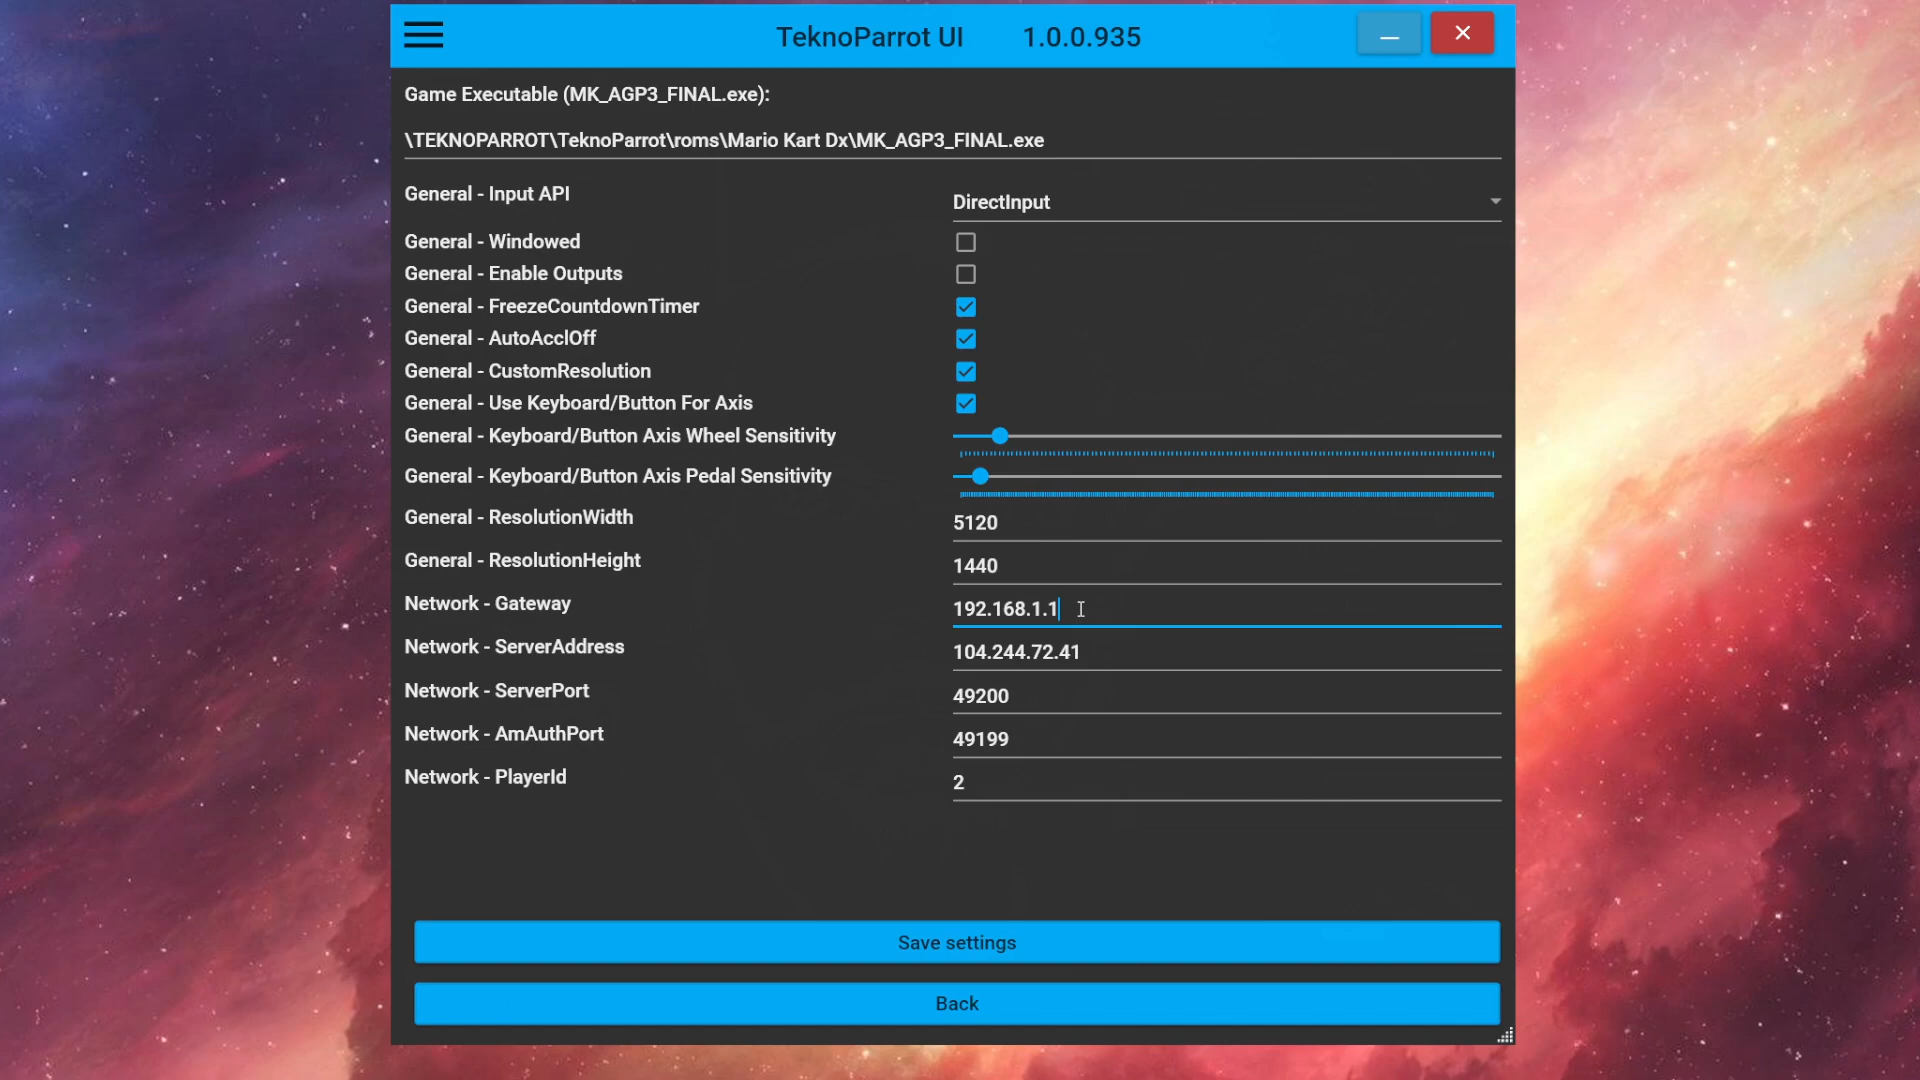 TeknoParrot UI 1.0.0.935
Game Executable (MK_AGP3_FINAL.exe):
\TEKNOPARROT\TeknoParrot\roms\Mario Kart Dx\MK_AGP3_FINAL.exe
General - Input API DirectInput
General - Windowed
General - Enable Outputs
General - FreezeCountdownTimer
General - AutoAcclOff
General - CustomResolution
General - Use Keyboard/Button For Axis
General - Keyboard/Button Axis Wheel Sensitivity
General - Keyboard/Button Axis Pedal Sensitivity
General - ResolutionWidth 5120
General - ResolutionHeight 1440
Network - Gateway 192.168.1.1
Network - ServerAddress 104.244.72.41
Network - ServerPort 49200
Network - AmAuthPort 49199
Network - PlayerId 2
Save settings
Back